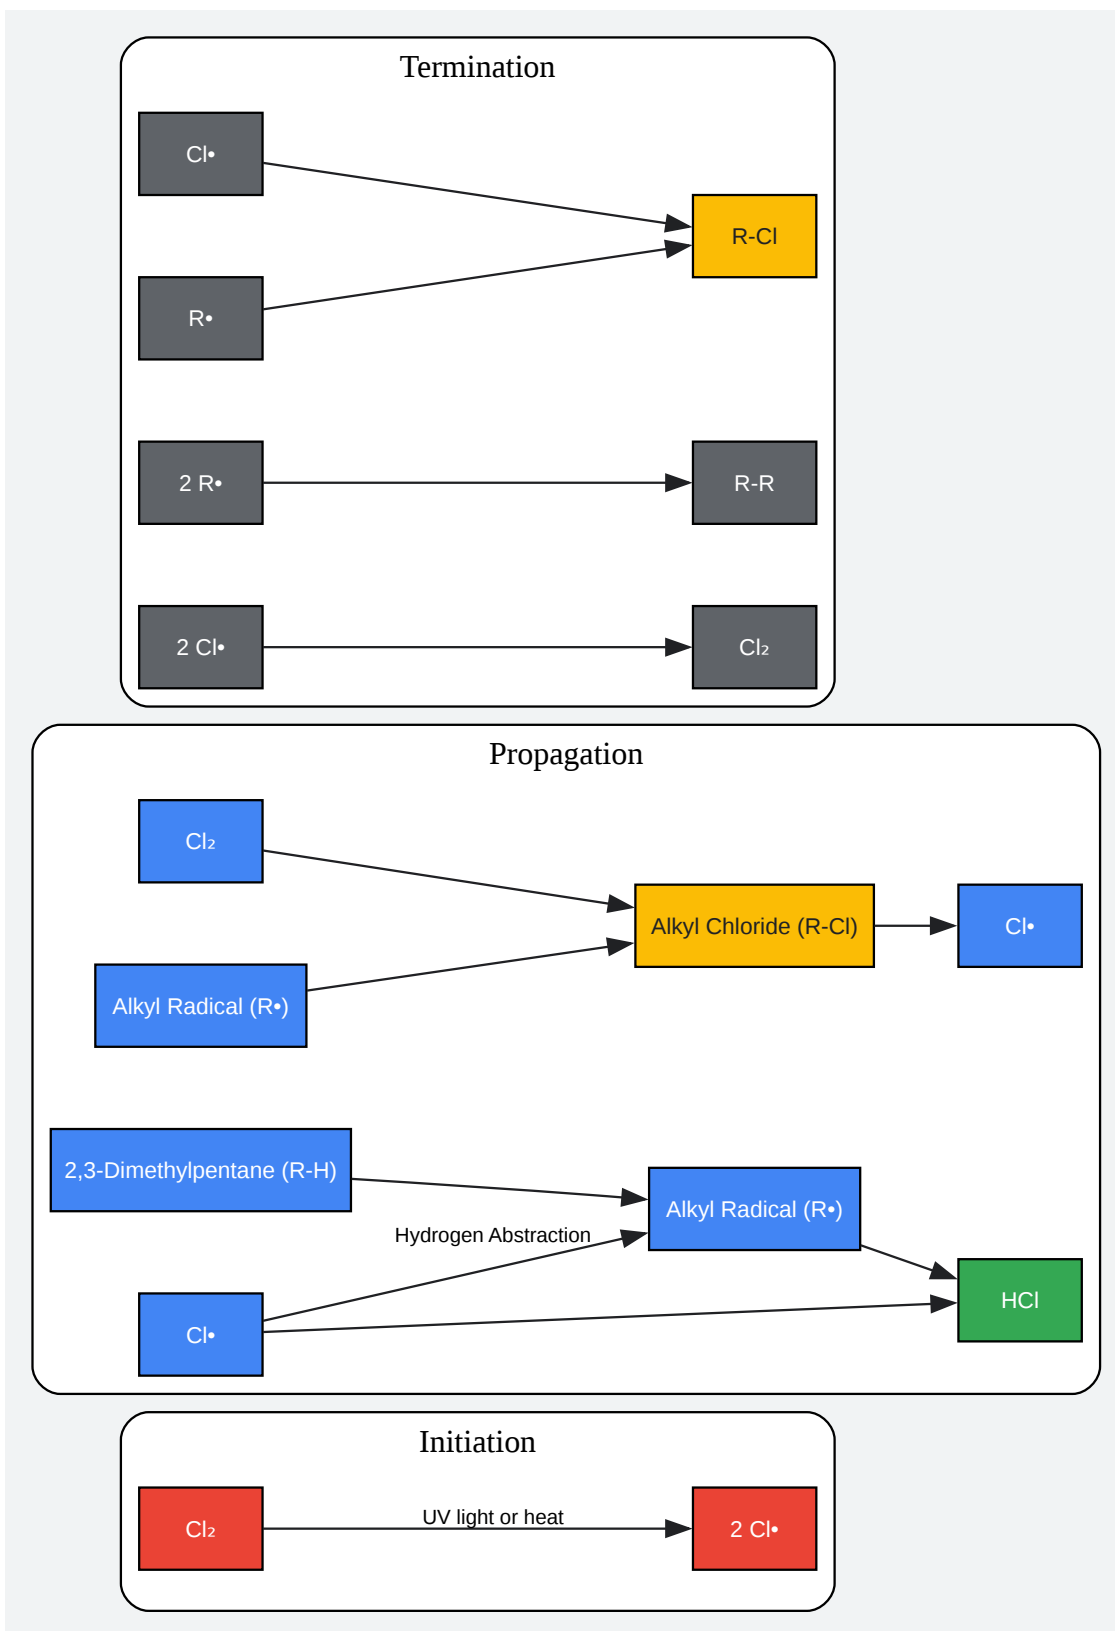 Termination
Cl•
R-Cl
R•
2 R•
R-R
2 Cl•
Cl₂
Propagation
Cl₂
Alkyl Chloride (R-Cl)
Cl•
Alkyl Radical (R•)
2,3-Dimethylpentane (R-H)
Alkyl Radical (R•)
Hydrogen Abstraction
HCl
Cl•
Initiation
Cl₂
UV light or heat
2 Cl•